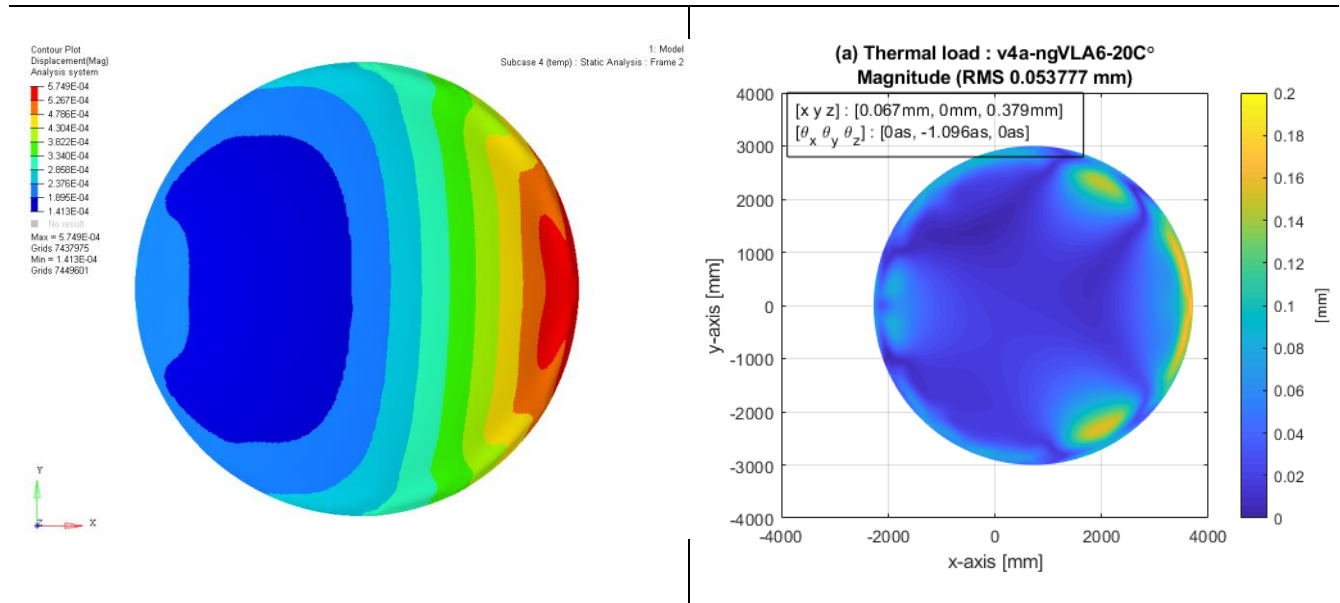 Contour Plot
Displacement(Mag)
Analysis system
5.749E-04
5.267E-04
4.786E-04
4.304E-04
3.822E-04
3.340E-04
2.858E-04
2.376E-04
1.895E-04
1.413E-04
No result
Max = 5.749E-04
Grids 7437975
Min = 1.413E-04
Grids 7449601
1: Model
Subcase 4 (temp) : Static Analysis : Frame 2
Y
Z
X
(a) Thermal load : v4a-ngVLA6-20C°
Magnitude (RMS 0.053777 mm)
[x y z] : [0.067mm, 0mm, 0.379mm]
[θx θy θz] : [0as, -1.096as, 0as]
4000
3000
2000
1000
0
-1000
-2000
-3000
-4000
y-axis [mm]
-4000
-2000
0
2000
4000
x-axis [mm]
0.2
0.18
0.16
0.14
0.12
0.1
0.08
0.06
0.04
0.02
0
[mm]